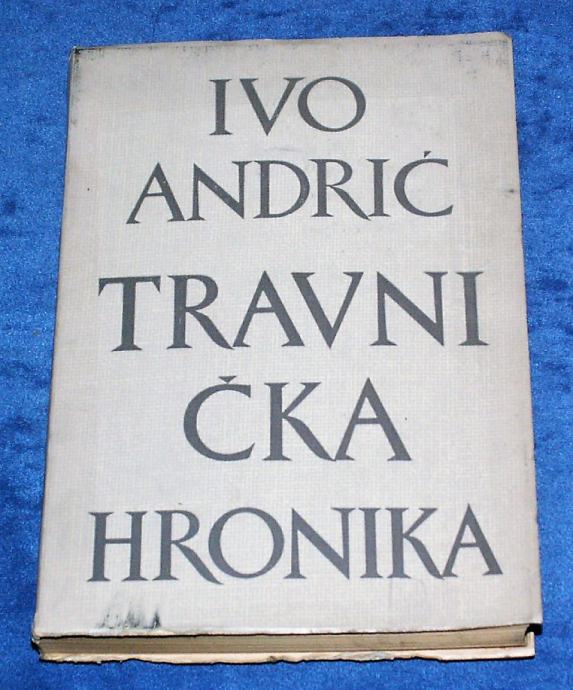 IVO
ANDRIĆ
TRAVNI
ČKA
HRONIKA